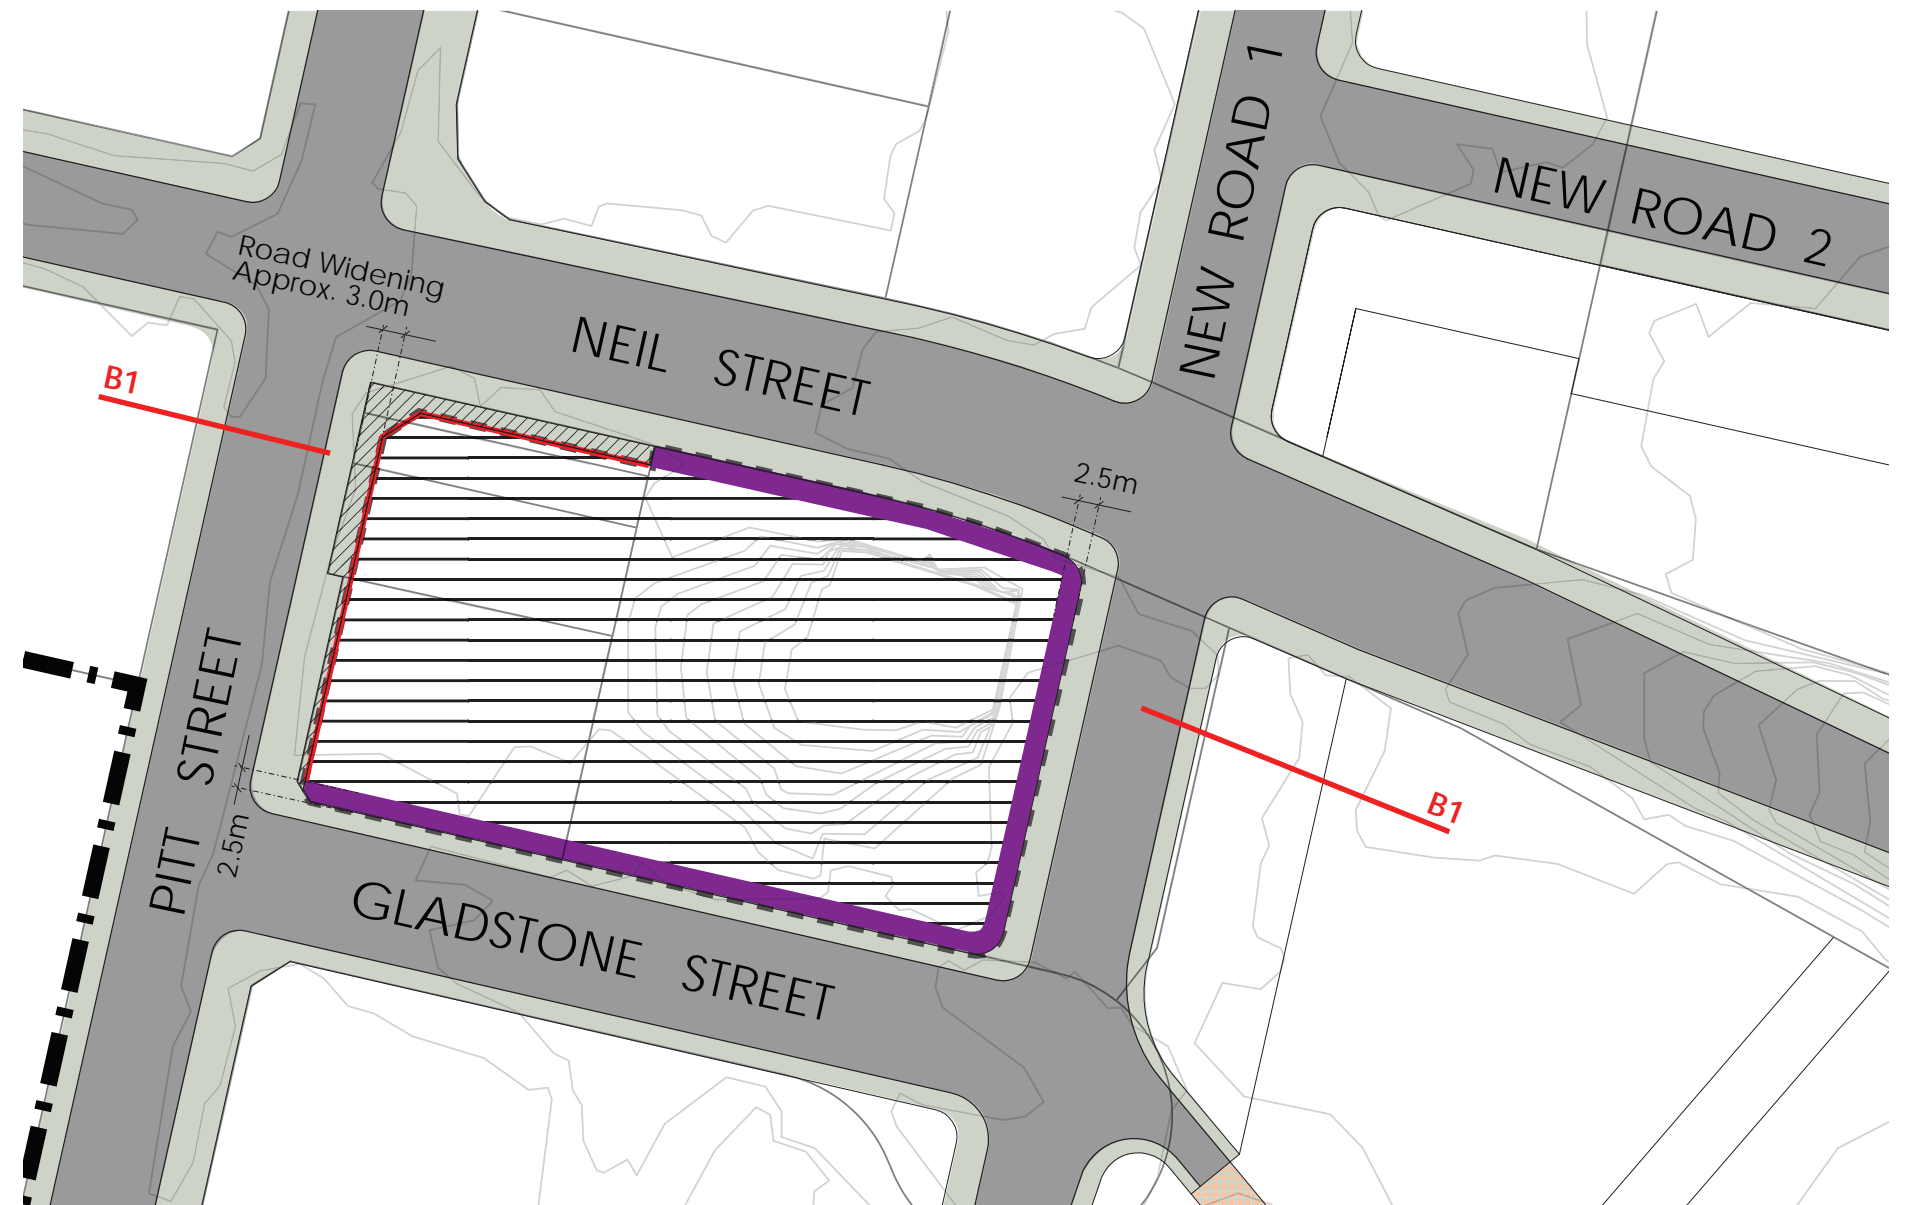 NEW ROAD 1
NEW ROAD 2
Road Widening
Approx. 3.0m
NEIL STREET
B1
2.5m
PITT STREET
2.5m
B1
GLADSTONE STREET